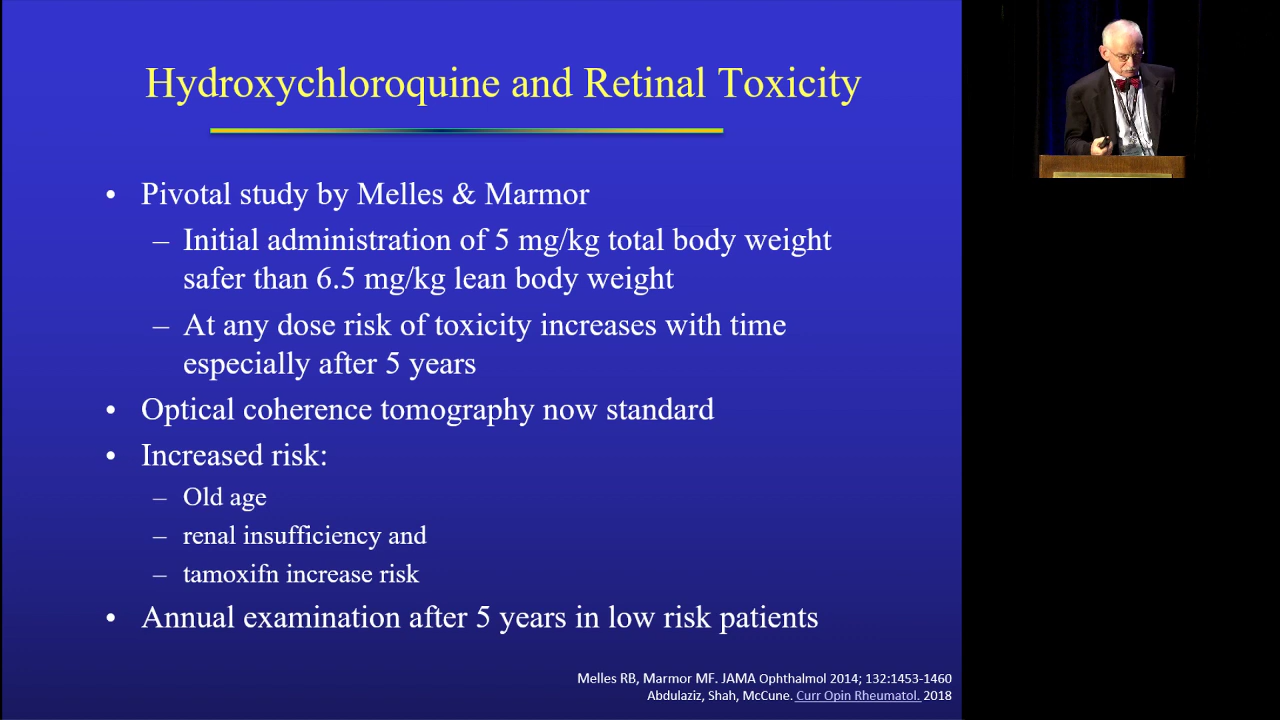 Hydroxychloroquine and Retinal Toxicity
• Pivotal study by Melles & Marmor
– Initial administration of 5 mg/kg total body weight
safer than 6.5 mg/kg lean body weight
– At any dose risk of toxicity increases with time
especially after 5 years
• Optical coherence tomography now standard
• Increased risk:
– Old age
– renal insufficiency and
– tamoxifn increase risk
• Annual examination after 5 years in low risk patients
Melles RB, Marmor MF. JAMA Ophthalmol 2014; 132:1453-1460
Abdulaziz, Shah, McCune. Curr Opin Rheumatol. 2018